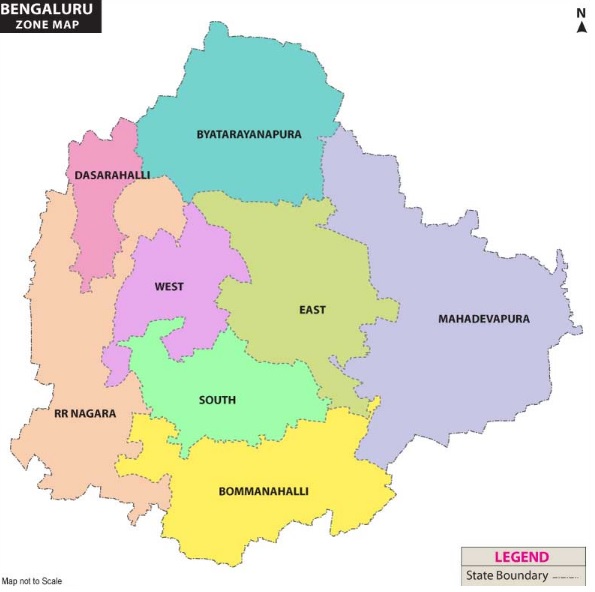 BENGALURU
ZONE MAP
N
BYATARAYANAPURA
DASARAHALLI
WEST
EAST
MAHADEVAPURA
SOUTH
RR NAGARA
BOMMANAHALLI
LEGEND
State Boundary
Map not to Scale